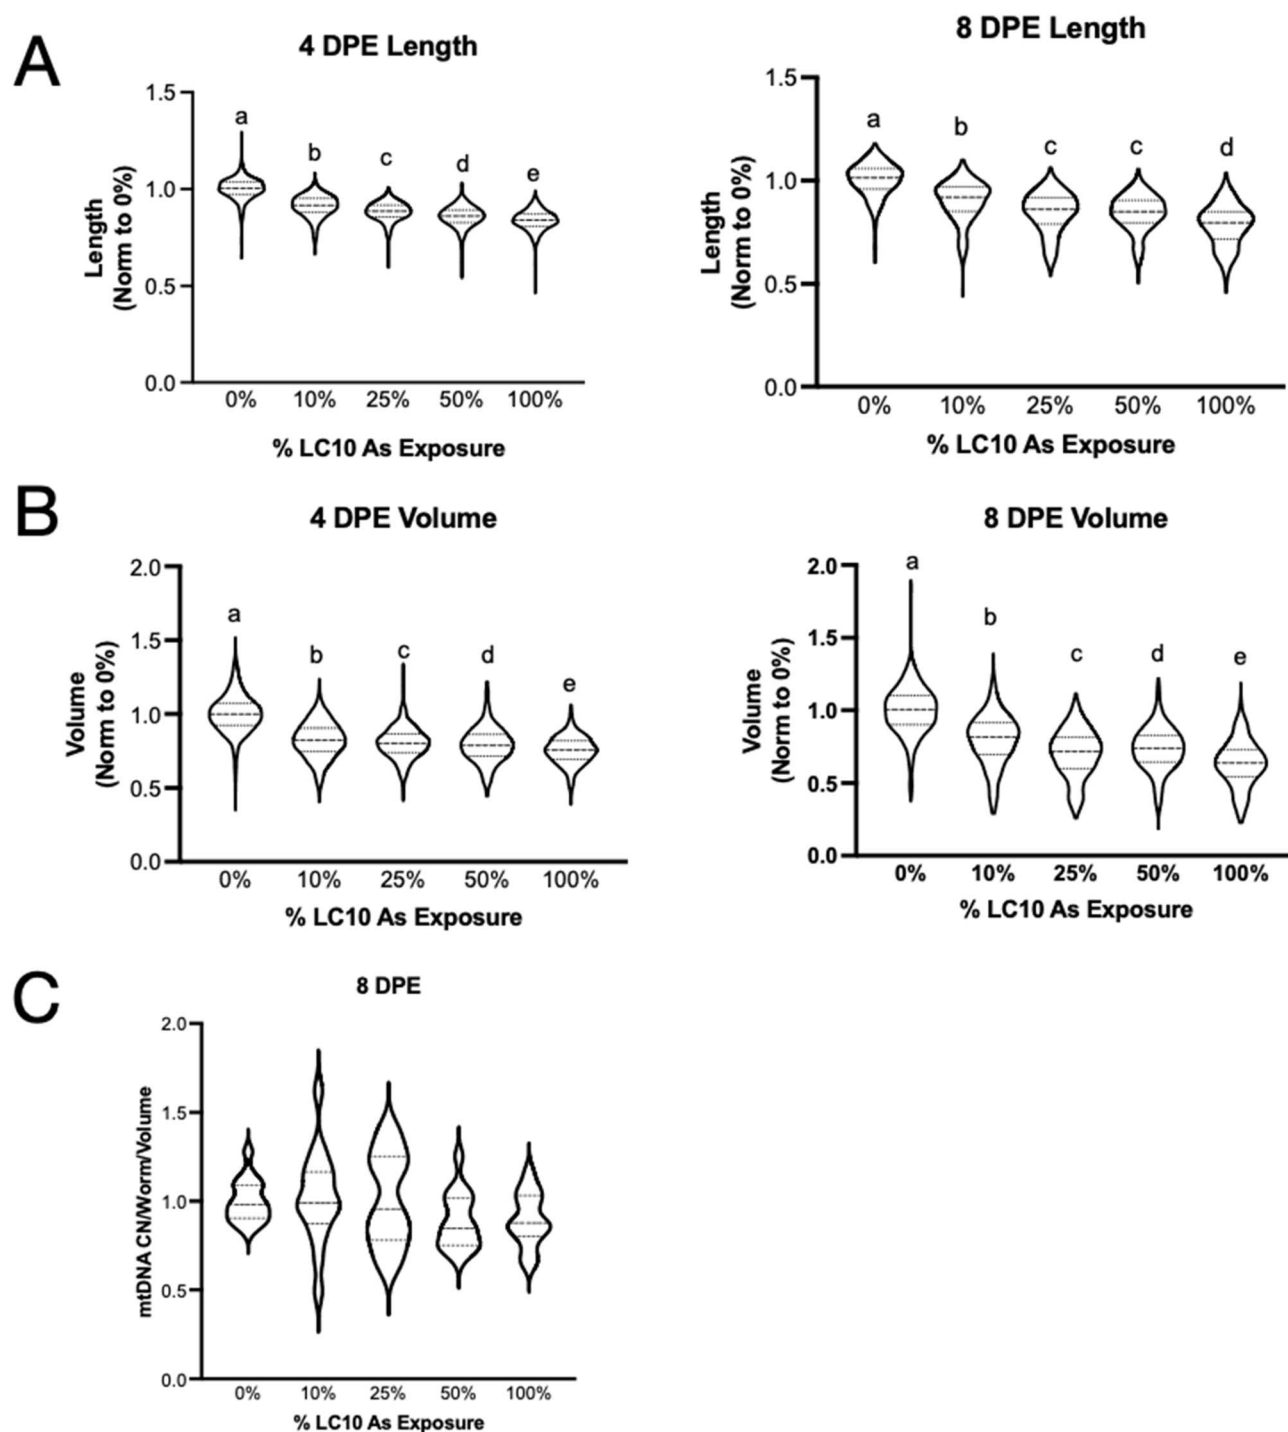 A
4 DPE Length
8 DPE Length
Length
(Norm to 0%)
1.5
1.0
0.5
0.0
a
b
c
d
e
0% 10% 25% 50% 100%
% LC10 As Exposure
Length
(Norm to 0%)
1.5
1.0
0.5
0.0
a
b
c
c
d
0% 10% 25% 50% 100%
% LC10 As Exposure
B
4 DPE Volume
8 DPE Volume
Volume
(Norm to 0%)
2.0
1.5
1.0
0.5
0.0
a
b
c
d
e
0% 10% 25% 50% 100%
% LC10 As Exposure
Volume
(Norm to 0%)
2.0
1.5
1.0
0.5
0.0
a
b
c
d
e
0% 10% 25% 50% 100%
% LC10 As Exposure
C
8 DPE
mtDNA CN/Worm/Volume
2.0
1.5
1.0
0.5
0.0
0% 10% 25% 50% 100%
% LC10 As Exposure